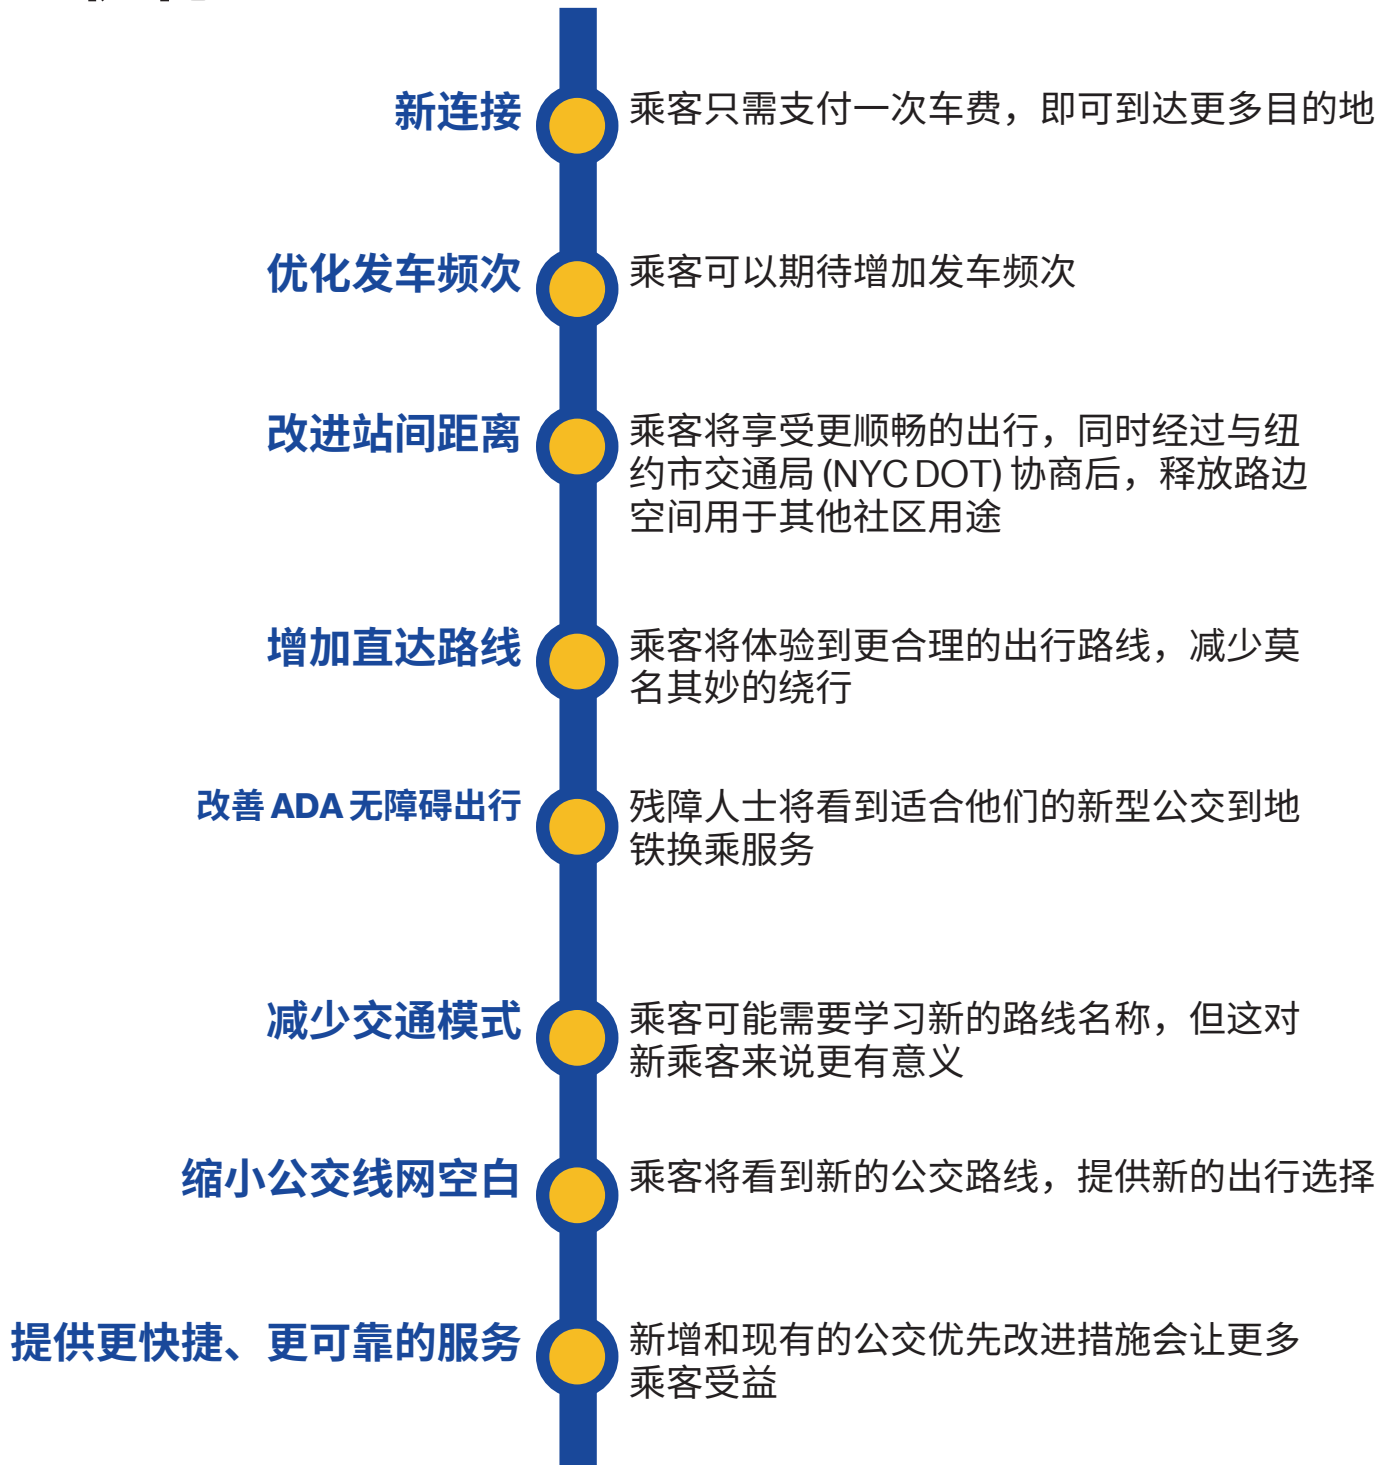 新连接
乘客只需支付一次车费，即可到达更多目的地
优化发车频次
乘客可以期待增加发车频次
改进站间距离
乘客将享受更顺畅的出行，同时经过与纽
约市交通局 (NYC DOT) 协商后，释放路边
空间用于其他社区用途
增加直达路线
乘客将体验到更合理的出行路线，减少莫
名其妙的绕行
改善 ADA 无障碍出行
残障人士将看到适合他们的新型公交到地
铁换乘服务
减少交通模式
乘客可能需要学习新的路线名称，但这对
新乘客来说更有意义
缩小公交线网空白
乘客将看到新的公交路线，提供新的出行选择
提供更快捷、更可靠的服务
新增和现有的公交优先改进措施会让更多
乘客受益